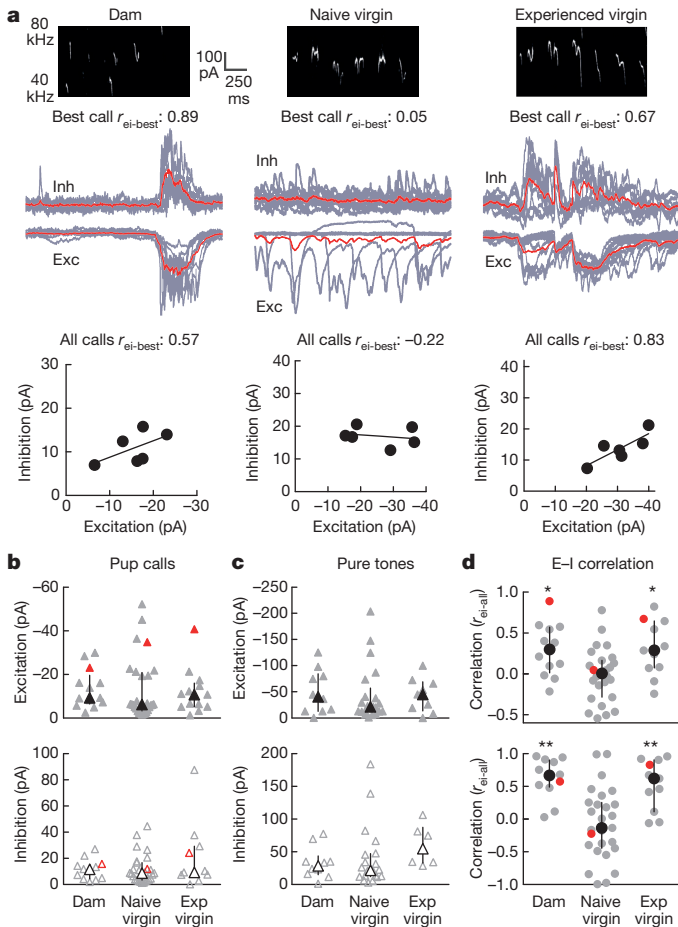 a
Dam
Naive virgin
Experienced virgin
80
kHz
40
kHz
100
pA
250
ms
Best call rei-best: 0.89
Best call rei-best: 0.05
Best call rei-best: 0.67
Inh
Exc
Inh
Exc
Inh
Exc
All calls rei-best: 0.57
All calls rei-best: −0.22
All calls rei-best: 0.83
Inhibition (pA)
30
20
10
0
0 −10 −20 −30
Excitation (pA)
Inhibition (pA)
40
30
20
10
0
0 −10 −20 −30 −40
Excitation (pA)
Inhibition (pA)
40
30
20
10
0
0 −10 −20 −30 −40
Excitation (pA)
b
Pup calls
Excitation (pA)
−60
−40
−20
0
Inhibition (pA)
100
80
60
40
20
0
Dam
Naive
virgin
Exp
virgin
c
Pure tones
Excitation (pA)
−250
−200
−150
−100
−50
0
Inhibition (pA)
200
150
100
50
0
Dam
Naive
virgin
Exp
virgin
d
E–I correlation
Correlation (rei-all)
1.0
0.5
0.0
−0.5
* *
Correlation (rei-all)
1.0
0.5
0.0
−0.5
−1.0
** **
Dam
Naive
virgin
Exp
virgin